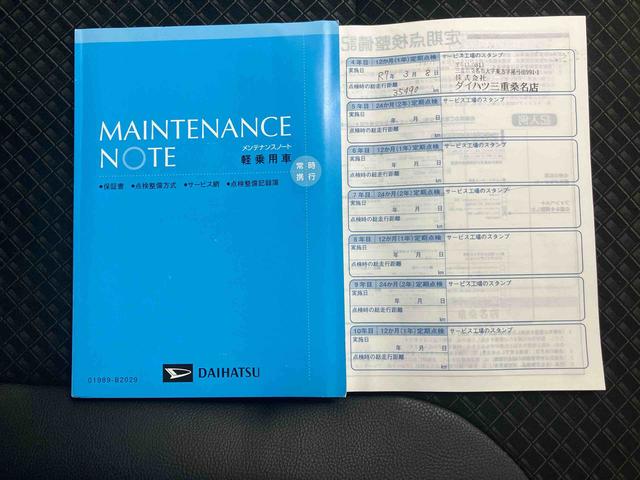 MAINTENANCE
NOTE
メンテナンスノート
軽乗用車
常時
携行
●保証書 ●点検整備方式 ●サービス網 ●点検整備記録簿
DAIHATSU
01989-B2029
定期点検整備記
4年目 12か月(1年)定期点検 サービス工場のスタンプ
実施日 R7年 3月 8日
点検時の総走行距離 35490 km
株式会社
ダイハツ三重桑名店
5年目 24か月(2年)定期点検 サービス工場のスタンプ
実施日 年 月 日
点検時の総走行距離 km
6年目 12か月(1年)定期点検 サービス工場のスタンプ
実施日 年 月 日
点検時の総走行距離 km
7年目 24か月(2年)定期点検 サービス工場のスタンプ
実施日 年 月 日
点検時の総走行距離 km
8年目 12か月(1年)定期点検 サービス工場のスタンプ
実施日 年 月 日
点検時の総走行距離 km
9年目 24か月(2年)定期点検 サービス工場のスタンプ
実施日 年 月 日
点検時の総走行距離 km
10年目 12か月(1年)定期点検 サービス工場のスタンプ
実施日 年 月 日
点検時の総走行距離 km